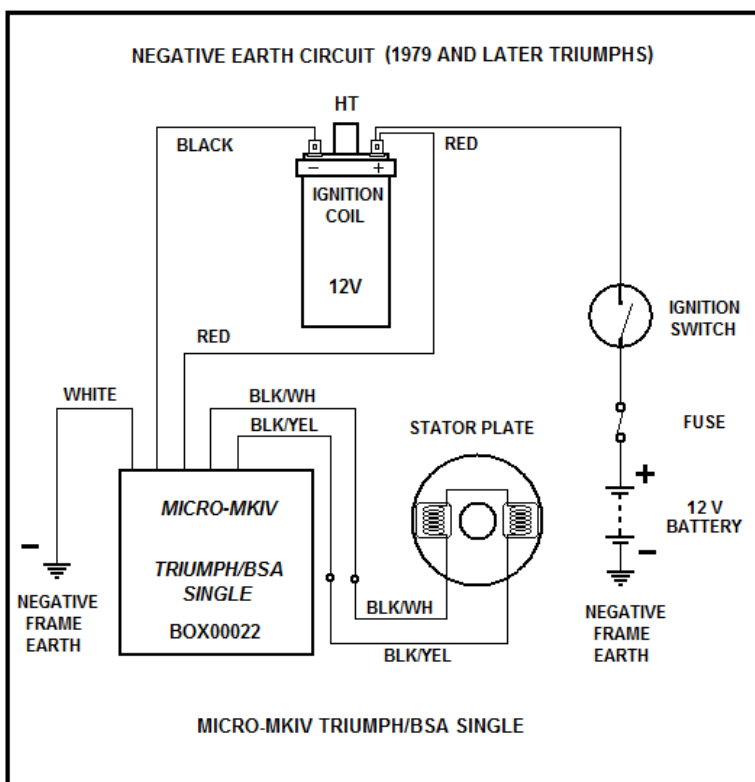 NEGATIVE EARTH CIRCUIT (1979 AND LATER TRIUMPHS)
HT
BLACK
RED
− +
IGNITION
COIL
12V
IGNITION
SWITCH
RED
WHITE
BLK/WH
BLK/YEL
STATOR PLATE
FUSE
+
12 V
BATTERY
−
MICRO-MKIV
TRIUMPH/BSA
SINGLE
BOX00022
−
NEGATIVE
FRAME
EARTH
BLK/WH
BLK/YEL
NEGATIVE
FRAME
EARTH
MICRO-MKIV TRIUMPH/BSA SINGLE